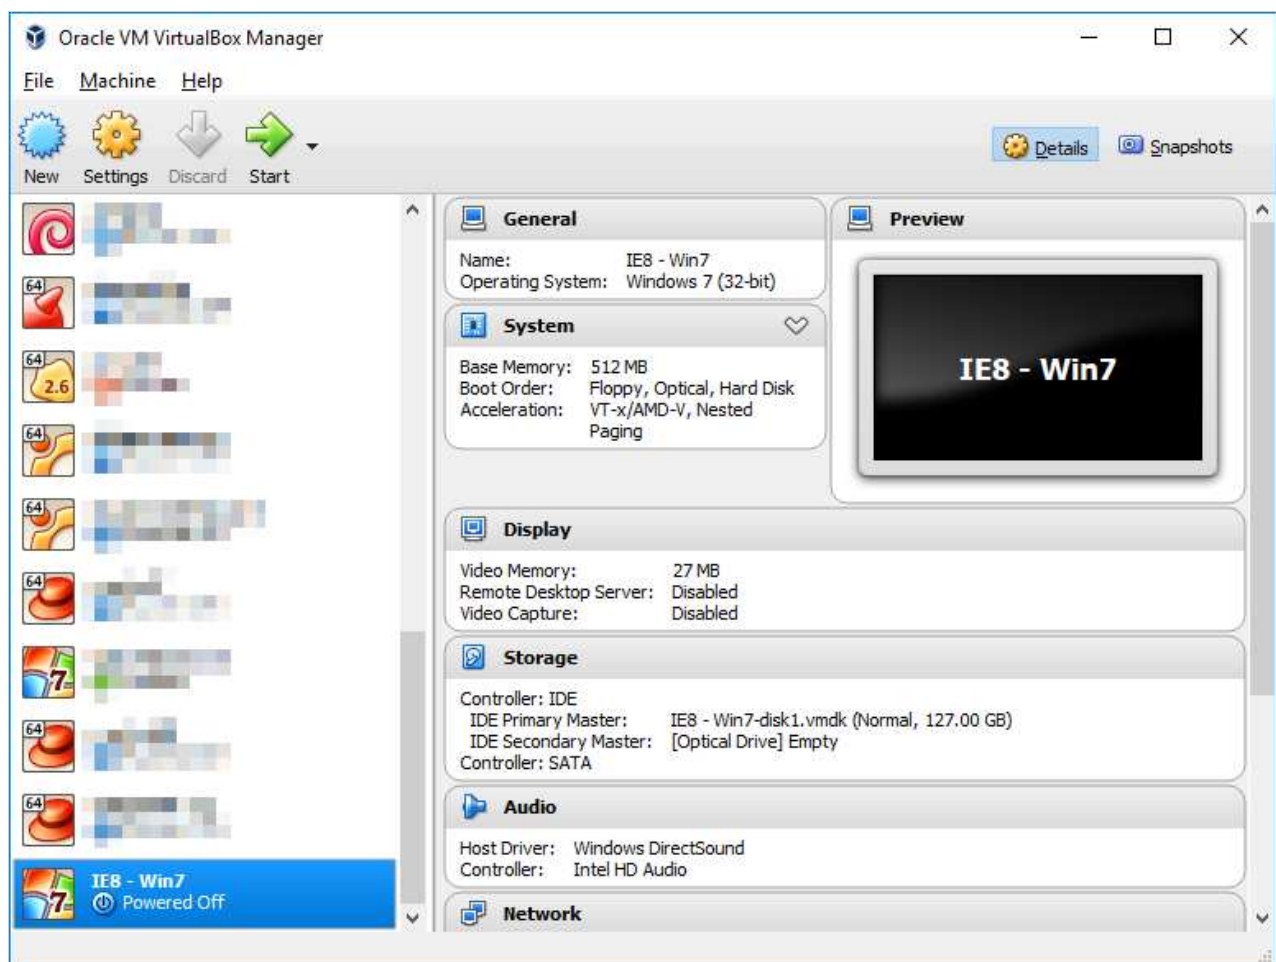 Oracle VM VirtualBox Manager
File Machine Help
New Settings Discard Start
Details Snapshots
64
64
2.6
64
64
64
7
64
64
7
IE8 - Win7
Powered Off
General
Name: IE8 - Win7
Operating System: Windows 7 (32-bit)
System
Base Memory: 512 MB
Boot Order: Floppy, Optical, Hard Disk
Acceleration: VT-x/AMD-V, Nested
Paging
Preview
IE8 - Win7
Display
Video Memory: 27 MB
Remote Desktop Server: Disabled
Video Capture: Disabled
Storage
Controller: IDE
IDE Primary Master: IE8 - Win7-disk1.vmdk (Normal, 127.00 GB)
IDE Secondary Master: [Optical Drive] Empty
Controller: SATA
Audio
Host Driver: Windows DirectSound
Controller: Intel HD Audio
Network